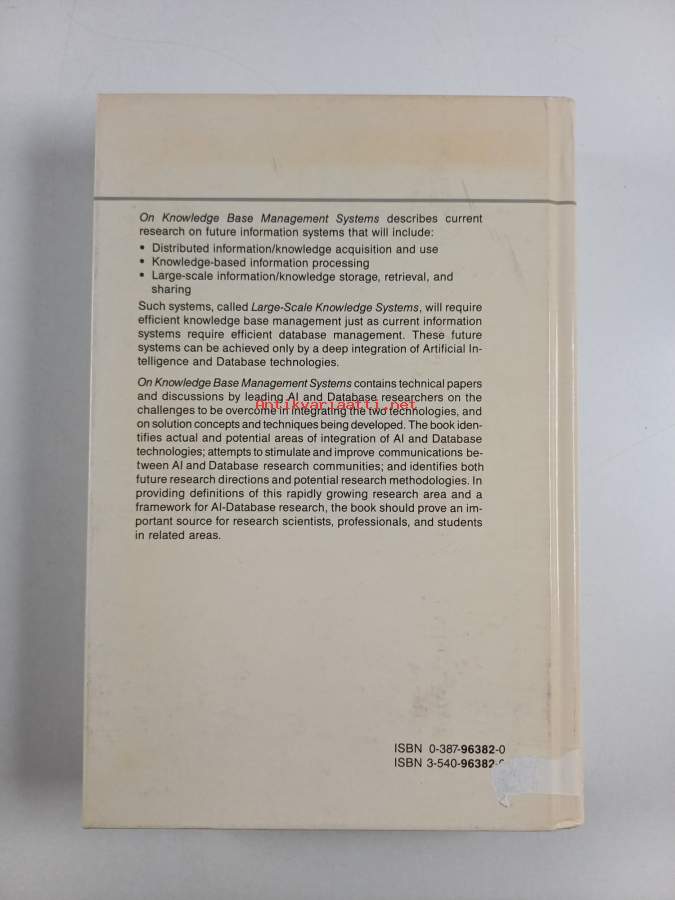 On Knowledge Base Management Systems describes current
research on future information systems that will include:
• Distributed information/knowledge acquisition and use
• Knowledge-based information processing
• Large-scale information/knowledge storage, retrieval, and
sharing
Such systems, called Large-Scale Knowledge Systems, will require
efficient knowledge base management just as current information
systems require efficient database management. These future
systems can be achieved only by a deep integration of Artificial In-
telligence and Database technologies.
On Knowledge Base Management Systems contains technical papers
and discussions by leading AI and Database researchers on the
Antikvariaatti.net
challenges to be overcome in integrating the two technologies, and
on solution concepts and techniques being developed. The book iden-
tifies actual and potential areas of integration of AI and Database
technologies; attempts to stimulate and improve communications be-
tween AI and Database research communities; and identifies both
future research directions and potential research methodologies. In
providing definitions of this rapidly growing research area and a
framework for AI-Database research, the book should prove an im-
portant source for research scientists, professionals, and students
in related areas.
ISBN 0-387-96382-0
ISBN 3-540-96382-